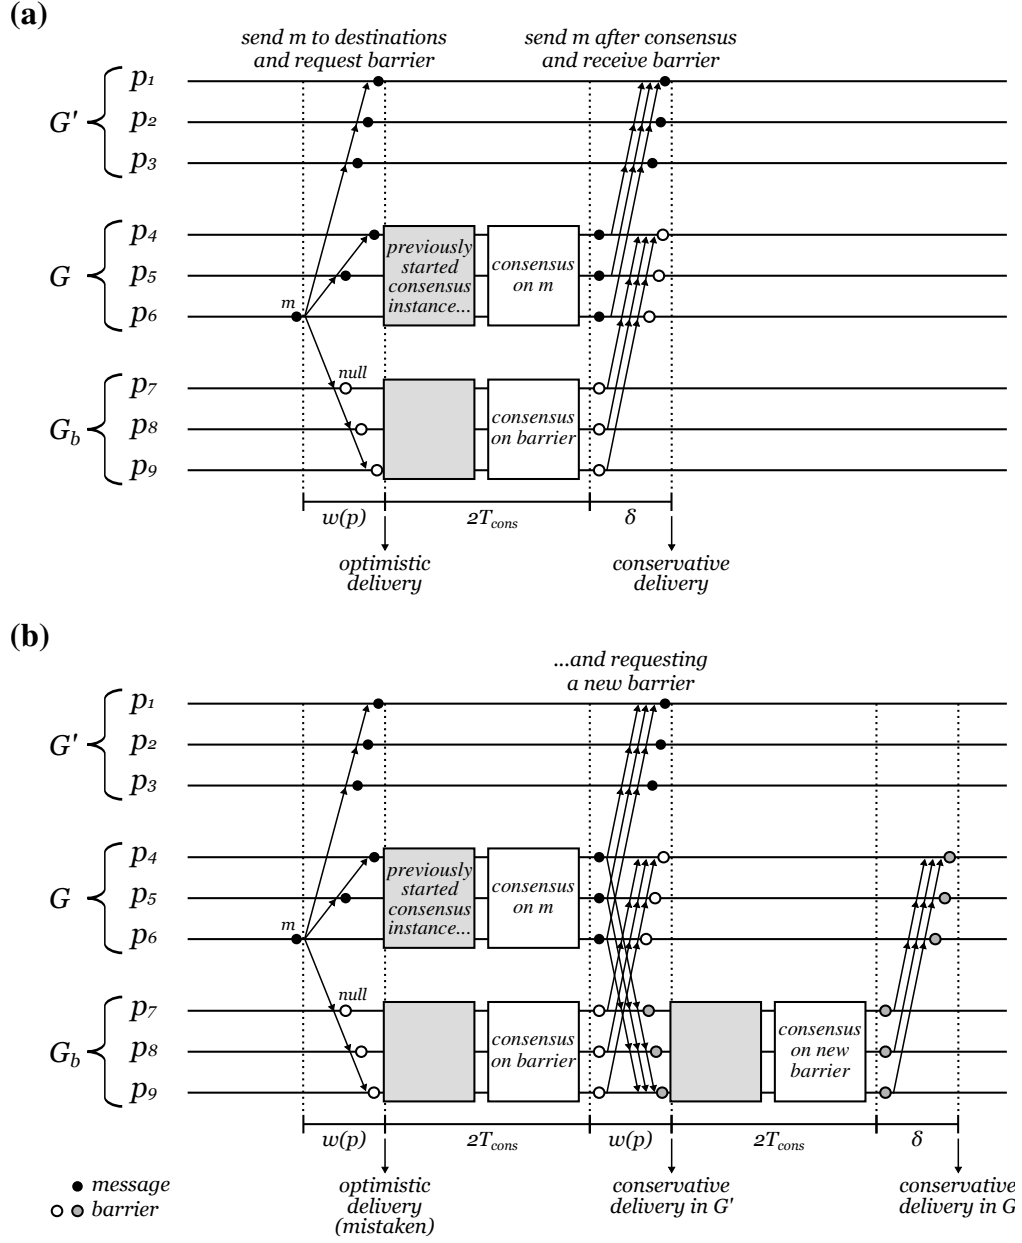 (a)
send m to destinations
and request barrier
send m after consensus
and receive barrier
G'
p1
p2
p3
G
p4
p5
p6
m
previously
started
consensus
instance...
consensus
on m
Gb
p7
p8
p9
null
consensus
on barrier
w(p)
2Tcons
δ
optimistic
delivery
conservative
delivery
(b)
...and requesting
a new barrier
G'
p1
p2
p3
G
p4
p5
p6
m
previously
started
consensus
instance...
consensus
on m
Gb
p7
p8
p9
null
consensus
on barrier
consensus
on new
barrier
w(p)
2Tcons
w(p)
2Tcons
δ
optimistic
delivery
(mistaken)
conservative
delivery in G'
conservative
delivery in G
message
barrier